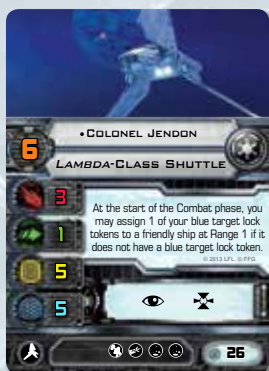 •Colonel Jendon
6
Lambda-Class Shuttle
3
1
5
5
At the start of the Combat phase, you
may assign 1 of your blue target lock
tokens to a friendly ship at Range 1 if it
does not have a blue target lock token.
©2013 LFL ©FFG
26